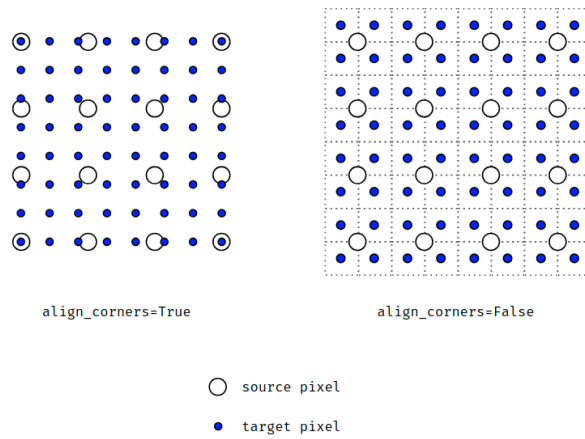 align_corners=True
align_corners=False
source pixel
target pixel